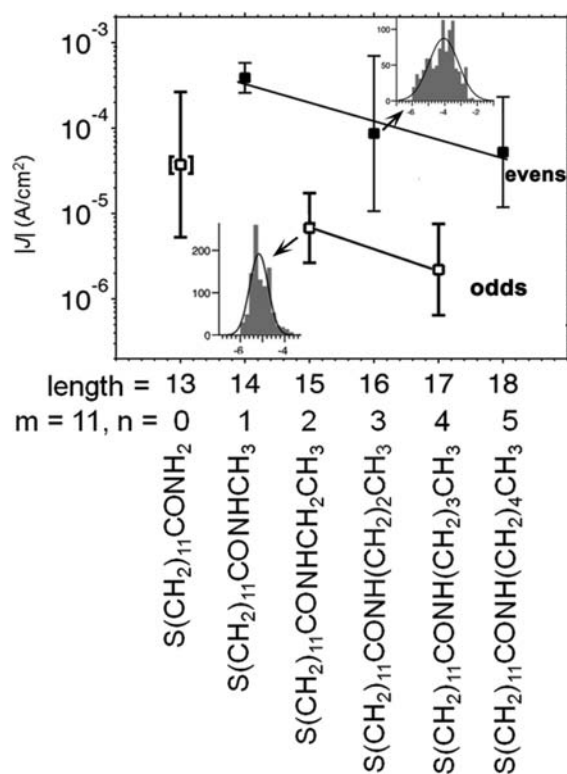 10⁻³
10⁻⁴
10⁻⁵
10⁻⁶
|J| (A/cm²)
100
50
0
-6 -4 -2
evens
200
100
0
-6 -4
odds
[ ]
length = 13 14 15 16 17 18
m = 11, n = 0 1 2 3 4 5
S(CH₂)₁₁CONH₂
S(CH₂)₁₁CONHCH₃
S(CH₂)₁₁CONHCH₂CH₃
S(CH₂)₁₁CONH(CH₂)₂CH₃
S(CH₂)₁₁CONH(CH₂)₃CH₃
S(CH₂)₁₁CONH(CH₂)₄CH₃